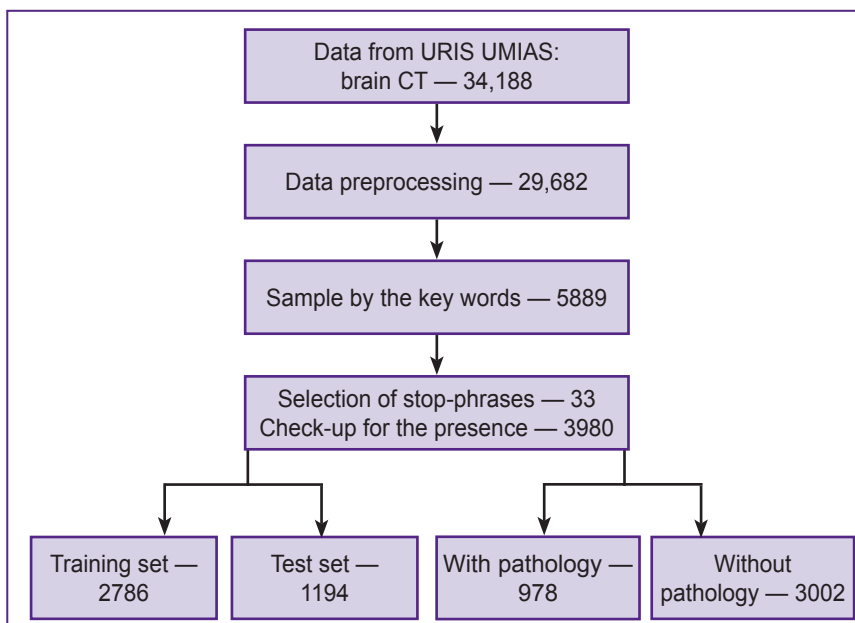 Data from URIS UMIAS:
brain CT — 34,188
Data preprocessing — 29,682
Sample by the key words — 5889
Selection of stop-phrases — 33
Check-up for the presence — 3980
Training set —
2786
Test set —
1194
With pathology —
978
Without
pathology — 3002